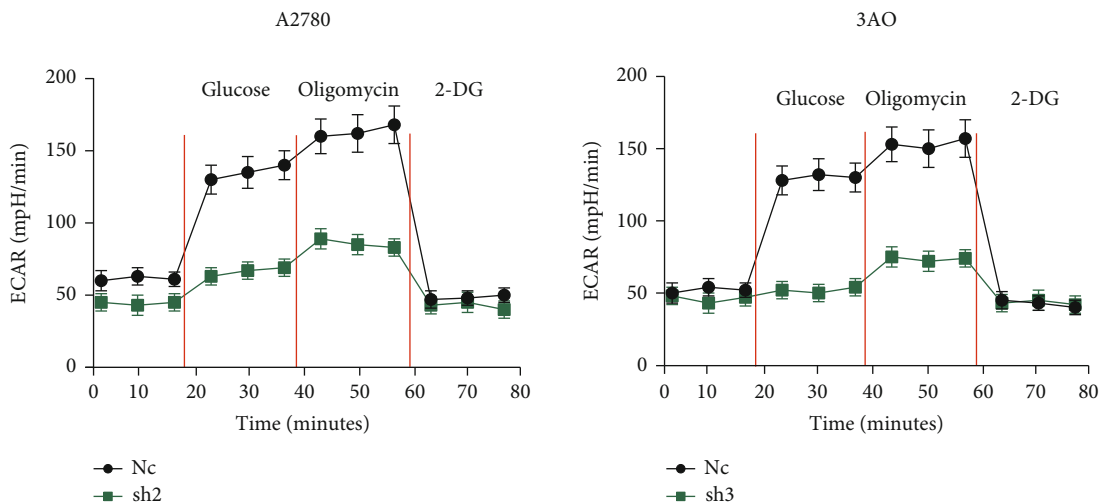 A2780
200
150
100
50
0
ECAR (mpH/min)
Glucose
Oligomycin
2-DG
0 10 20 30 40 50 60 70 80
Time (minutes)
Nc
sh2
3AO
200
150
100
50
0
ECAR (mpH/min)
Glucose
Oligomycin
2-DG
0 10 20 30 40 50 60 70 80
Time (minutes)
Nc
sh3